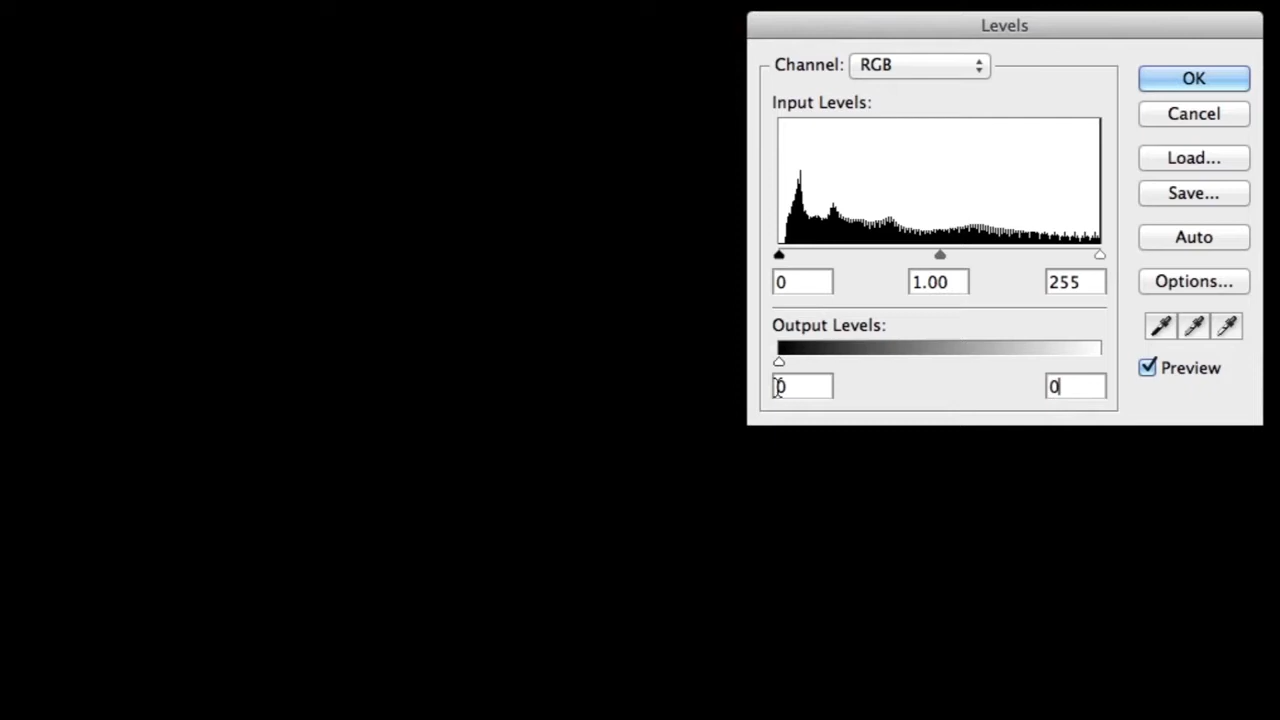 Levels
Channel: RGB
OK
Input Levels:
Cancel
Load...
Save...
Auto
0 1.00 255
Options...
Output Levels:
Preview
0 0